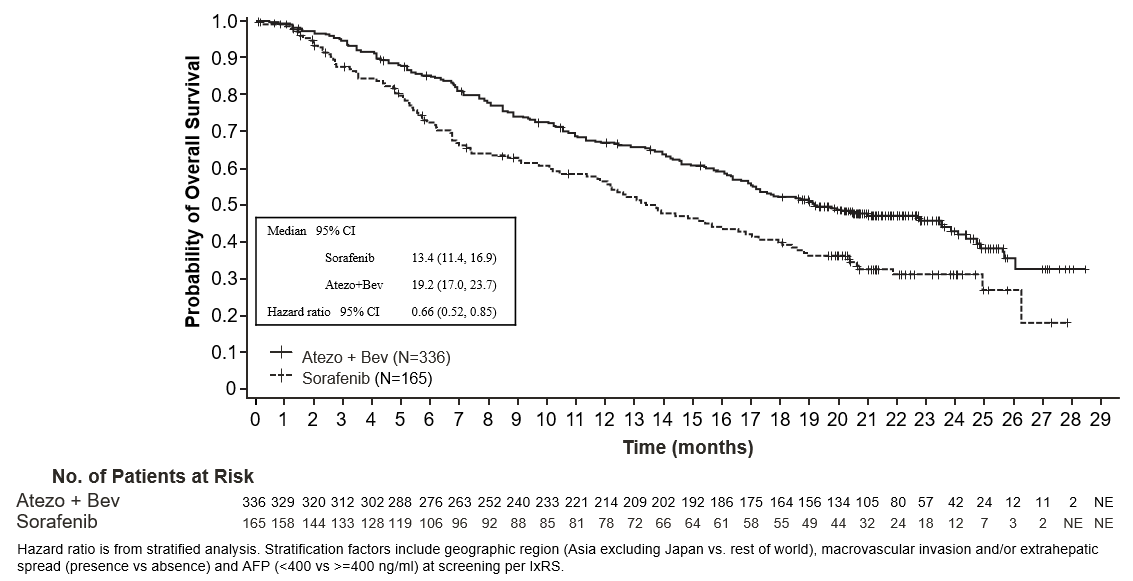 Probability of Overall Survival
1.0
0.9
0.8
0.7
0.6
0.5
0.4
0.3
0.2
0.1
0
Median 95% CI
Sorafenib 13.4 (11.4, 16.9)
Atezo+Bev 19.2 (17.0, 23.7)
Hazard ratio 95% CI 0.66 (0.52, 0.85)
Atezo + Bev (N=336)
Sorafenib (N=165)
0 1 2 3 4 5 6 7 8 9 10 11 12 13 14 15 16 17 18 19 20 21 22 23 24 25 26 27 28 29
Time (months)
No. of Patients at Risk
Atezo + Bev 336 329 320 312 302 288 276 263 252 240 233 221 214 209 202 192 186 175 164 156 134 105 80 57 42 24 12 11 2 NE
Sorafenib 165 158 144 133 128 119 106 96 92 88 85 81 78 72 66 64 61 58 55 49 44 32 24 18 12 7 3 2 NE NE
Hazard ratio is from stratified analysis. Stratification factors include geographic region (Asia excluding Japan vs. rest of world), macrovascular invasion and/or extrahepatic
spread (presence vs absence) and AFP (<400 vs >=400 ng/ml) at screening per IxRS.